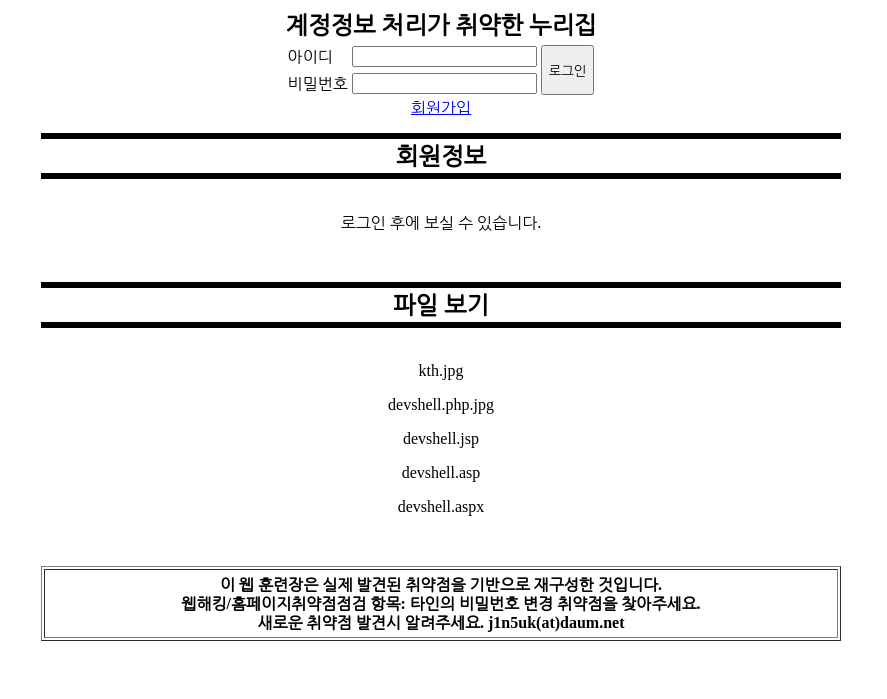 계정정보 처리가 취약한 누리집
아이디
로그인
비밀번호
회원가입
회원정보
로그인 후에 보실 수 있습니다.
파일 보기
kth.jpg
devshell.php.jpg
devshell.jsp
devshell.asp
devshell.aspx
이 웹 훈련장은 실제 발견된 취약점을 기반으로 재구성한 것입니다.
웹해킹/홈페이지취약점점검 항목: 타인의 비밀번호 변경 취약점을 찾아주세요.
새로운 취약점 발견시 알려주세요. j1n5uk(at)daum.net